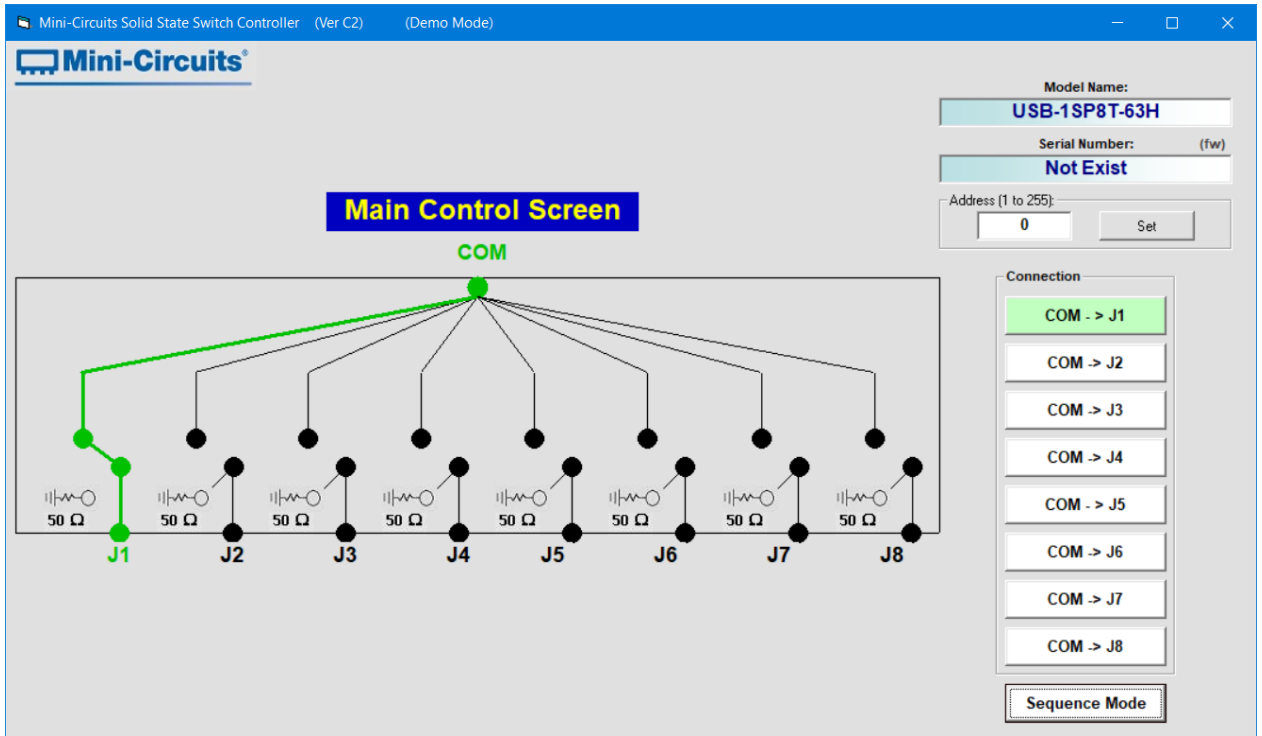 Mini-Circuits Solid State Switch Controller (Ver C2) (Demo Mode)
Mini-Circuits®
Model Name:
USB-1SP8T-63H
Serial Number: (fw)
Not Exist
Address (1 to 255):
0 Set
Main Control Screen
COM
50 Ω 50 Ω 50 Ω 50 Ω 50 Ω 50 Ω 50 Ω 50 Ω
J1 J2 J3 J4 J5 J6 J7 J8
Connection
COM - > J1
COM -> J2
COM -> J3
COM -> J4
COM - > J5
COM -> J6
COM -> J7
COM -> J8
Sequence Mode